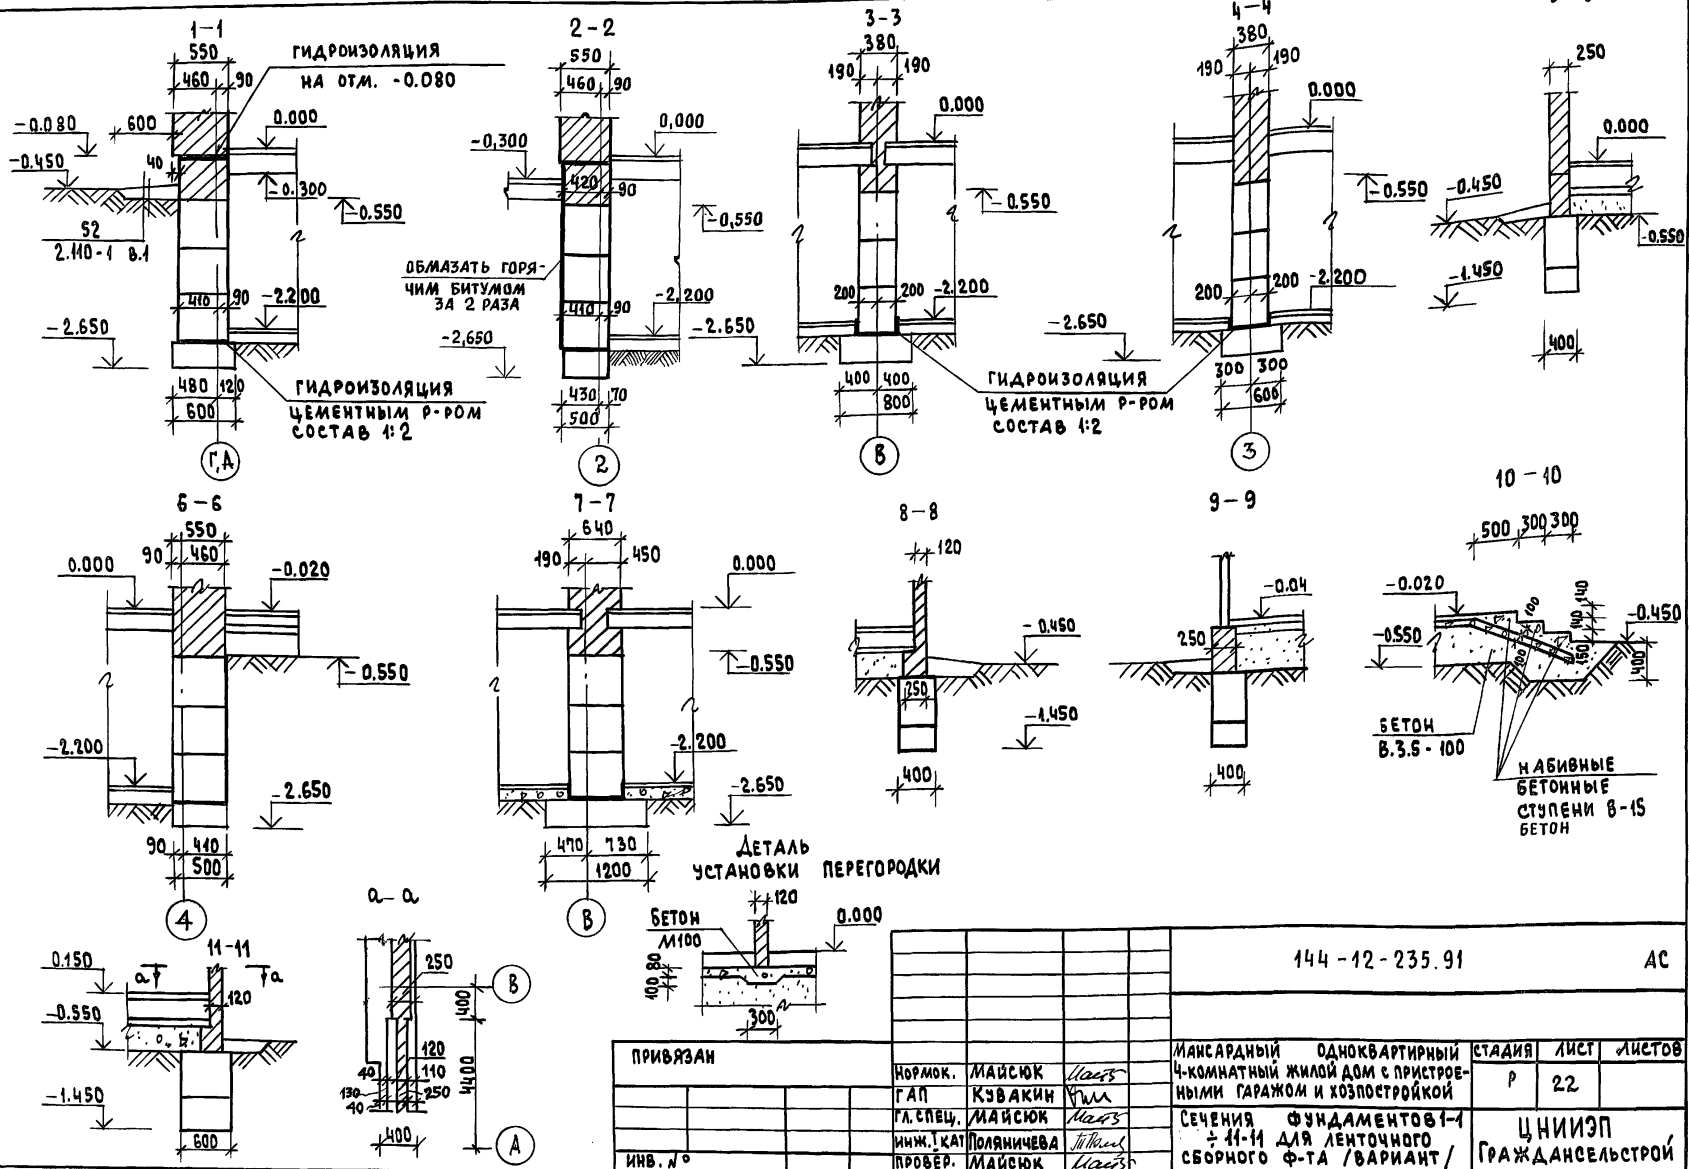 1-1
550
460 90
ГИДРОИЗОЛЯЦИЯ
НА ОТМ. -0.080
-0.080
600
0.000
-0.450
40
-0.300
-0.550
52
2.110-1 В.1
410 90
-2.200
-2.650
480 120
600
ГИДРОИЗОЛЯЦИЯ
ЦЕМЕНТНЫМ Р-РОМ
СОСТАВ 1:2
Г,А
2-2
550
460 90
-0,300
0,000
420 90
-0,550
ОБМАЗАТЬ ГОРЯ-
ЧИМ БИТУМОМ
ЗА 2 РАЗА
410 90
-2,200
-2,650
430 70
500
2
3-3
380
190 190
0.000
-0.550
200 200
-2.200
-2.650
400 400
800
ГИДРОИЗОЛЯЦИЯ
ЦЕМЕНТНЫМ Р-РОМ
СОСТАВ 1:2
В
4-4
380
190 190
0.000
-0.550
200 200
-2.200
-2.650
300 300
600
3
250
0.000
-0.450
-0.550
-1.450
400
6-6
550
90 460
0.000
-0.020
-0.550
-2.200
-2.650
90 410
500
4
7-7
640
190 450
0.000
-0.550
-2.200
-2.650
470 730
1200
В
8-8
120
-0.450
250
-1.450
400
9-9
-0.04
250
400
10-10
500 300 300
-0.020
100
140
140
-0.450
-0.550
100
150
400
БЕТОН
В.3.5-100
НАБИВНЫЕ
БЕТОННЫЕ
СТУПЕНИ В-15
БЕТОН
11-11
0.150
а а
120
-0.550
-1.450
600
а-а
250
В
400
120
40 110
130 250
40
4400
400
А
ДЕТАЛЬ
УСТАНОВКИ ПЕРЕГОРОДКИ
120
БЕТОН
М100
0.000
100 80
300
144-12-235.91 АС
ПРИВЯЗАН
ИНВ. №
НОРМОК. МАЙСЮК
ГАП КУВАКИН
ГЛ.СПЕЦ. МАЙСЮК
ИНЖ. I КАТ ПОЛЯНИЧЕВА
ПРОВЕР. МАЙСЮК
МАНСАРДНЫЙ ОДНОКВАРТИРНЫЙ
4-КОМНАТНЫЙ ЖИЛОЙ ДОМ С ПРИСТРОЕ-
НЫМИ ГАРАЖОМ И ХОЗПОСТРОЙКОЙ
СТАДИЯ ЛИСТ ЛИСТОВ
Р 22
СЕЧЕНИЯ ФУНДАМЕНТОВ 1-1
÷ 11-11 ДЛЯ ЛЕНТОЧНОГО
СБОРНОГО Ф-ТА /ВАРИАНТ/
ЦНИИЭП
ГРАЖДАНСЕЛЬСТРОЙ